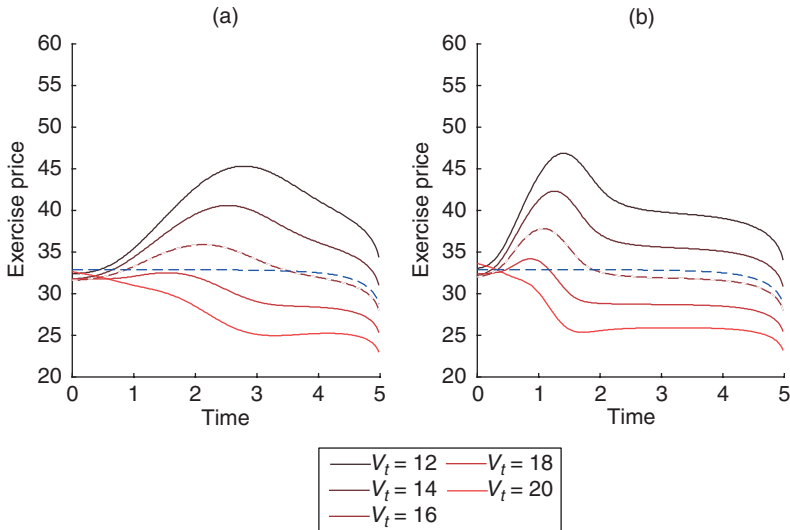 (a)
60
55
50
45
40
35
30
25
20
Exercise price
0 1 2 3 4 5
Time
(b)
60
55
50
45
40
35
30
25
20
Exercise price
0 1 2 3 4 5
Time
V_t = 12
V_t = 14
V_t = 16
V_t = 18
V_t = 20